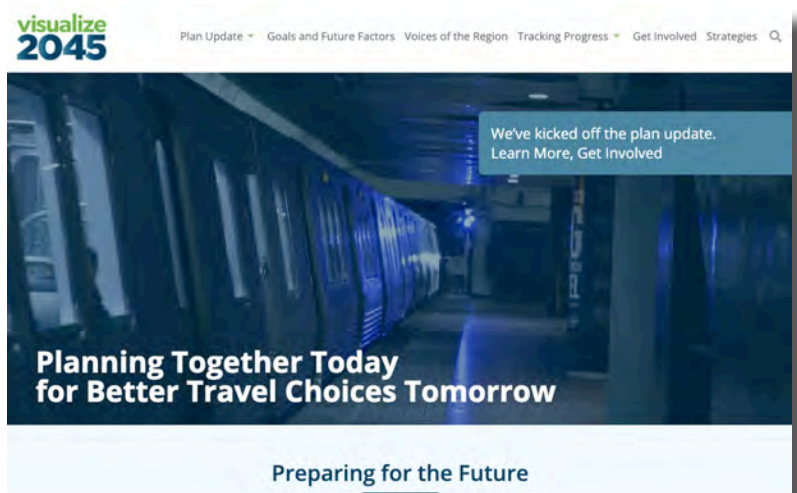 visualize
2045
Plan Update Goals and Future Factors Voices of the Region Tracking Progress Get Involved Strategies
We've kicked off the plan update.
Learn More, Get Involved
Planning Together Today
for Better Travel Choices Tomorrow
Preparing for the Future